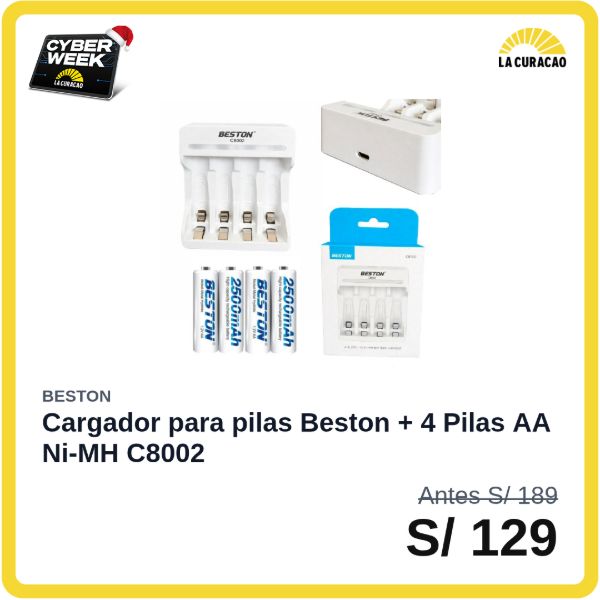 CYBER
WEEK
LA CURACAO
LA CURACAO
BESTON
C8002
BESTON
BESTON
BESTON
2500mAh
BESTON
2500mAh
BESTON
Cargador para pilas Beston + 4 Pilas AA
Ni-MH C8002
Antes S/ 189
S/ 129